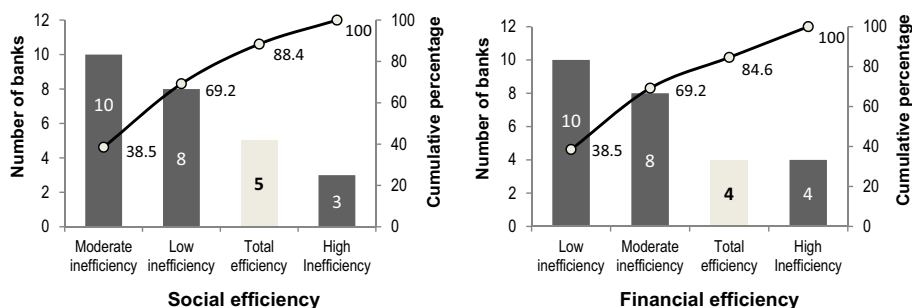 Number of banks
12
10
8
6
4
2
0
10
8
5
3
38.5
69.2
88.4
100
100
80
60
40
20
0
Cumulative percentage
Moderate
inefficiency
Low
inefficiency
Total
efficiency
High
Inefficiency
Social efficiency
Number of banks
12
10
8
6
4
2
0
10
8
4
4
38.5
69.2
84.6
100
100
80
60
40
20
0
Cumulative percentage
Low
inefficiency
Moderate
inefficiency
Total
efficiency
High
Inefficiency
Financial efficiency